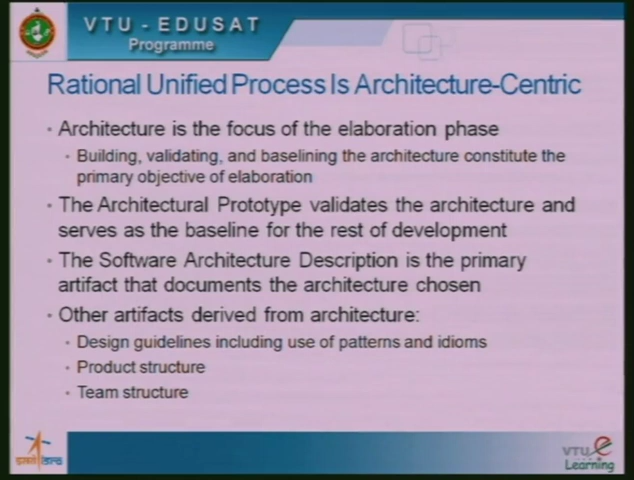 VTU - EDUSAT
Programme
Rational Unified Process Is Architecture-Centric
• Architecture is the focus of the elaboration phase
• Building, validating, and baselining the architecture constitute the
primary objective of elaboration
• The Architectural Prototype validates the architecture and
serves as the baseline for the rest of development
• The Software Architecture Description is the primary
artifact that documents the architecture chosen
• Other artifacts derived from architecture:
• Design guidelines including use of patterns and idioms
• Product structure
• Team structure
VTU e
Learning